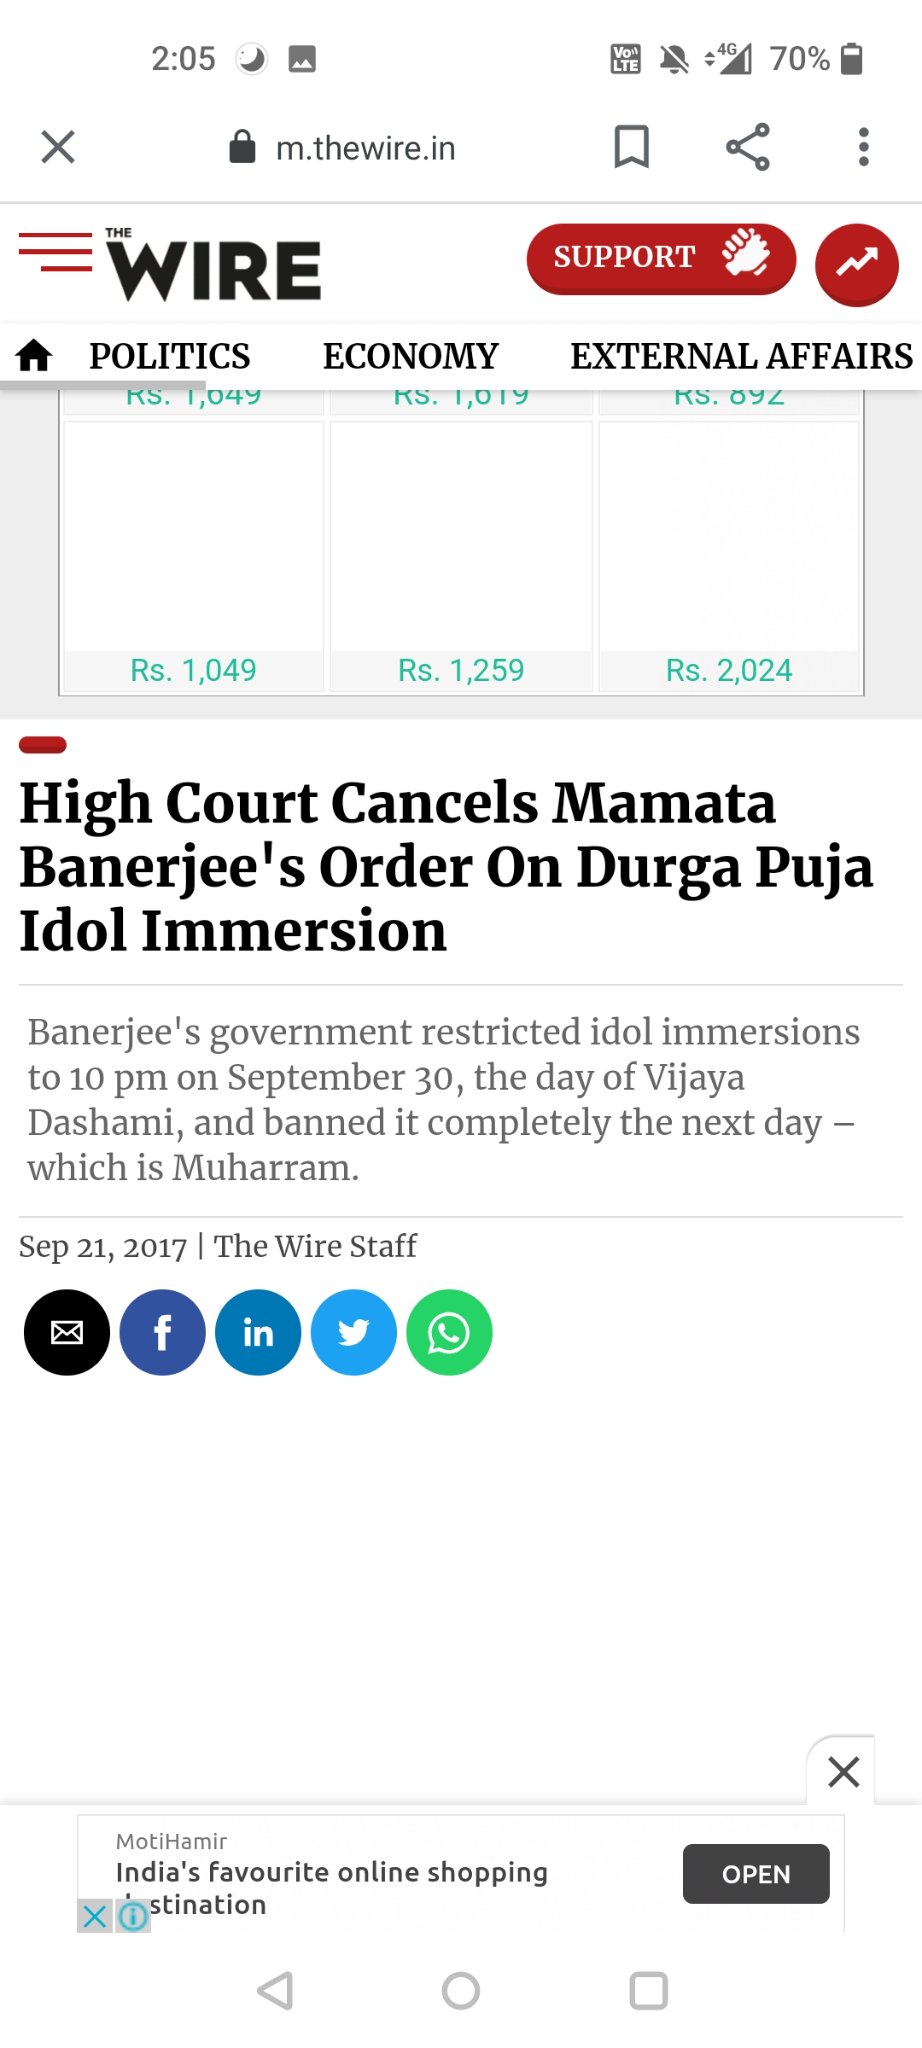 2:05
Vo)) LTE 4G 70%
m.thewire.in
THE WIRE
SUPPORT
POLITICS ECONOMY EXTERNAL AFFAIRS
Rs. 1,649 Rs. 1,619 Rs. 892
Rs. 1,049 Rs. 1,259 Rs. 2,024
High Court Cancels Mamata
Banerjee's Order On Durga Puja
Idol Immersion
Banerjee's government restricted idol immersions
to 10 pm on September 30, the day of Vijaya
Dashami, and banned it completely the next day –
which is Muharram.
Sep 21, 2017 | The Wire Staff
MotiHamir
India's favourite online shopping
stination
OPEN